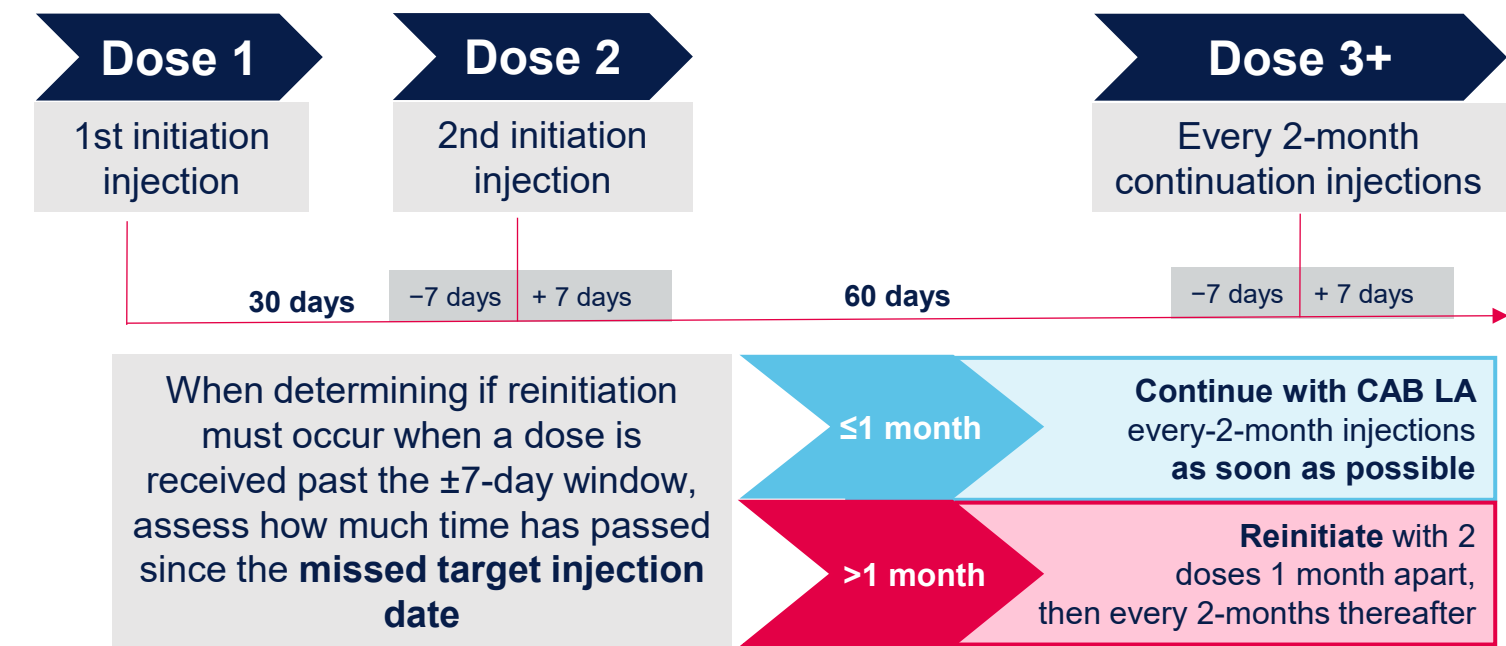 Dose 1
Dose 2
Dose 3+
1st initiation
injection
2nd initiation
injection
Every 2-month
continuation injections
30 days
−7 days
+ 7 days
60 days
−7 days
+ 7 days
When determining if reinitiation
must occur when a dose is
received past the ±7-day window,
assess how much time has passed
since the missed target injection
date
≤1 month
Continue with CAB LA
every-2-month injections
as soon as possible
>1 month
Reinitiate with 2
doses 1 month apart,
then every 2-months thereafter